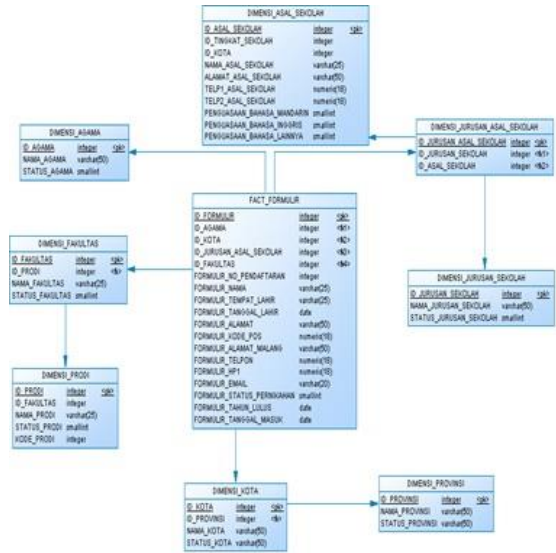 DIMENSI_ASAL_SEKOLAH
ID_ASAL_SEKOLAH integer <pk>
ID_TINGKAT_SEKOLAH integer
ID_KOTA integer
NAMA_ASAL_SEKOLAH varchar(25)
ALAMAT_ASAL_SEKOLAH varchar(50)
TELP1_ASAL_SEKOLAH numeric(18)
TELP2_ASAL_SEKOLAH numeric(18)
PENGUASAAN_BAHASA_MANDARIN smallint
PENGUASAAN_BAHASA_INGGRIS smallint
PENGUASAAN_BAHASA_LAINNYA smallint
DIMENSI_AGAMA
ID_AGAMA integer <pk>
NAMA_AGAMA varchar(50)
STATUS_AGAMA smallint
DIMENSI_JURUSAN_ASAL_SEKOLAH
ID_JURUSAN_ASAL_SEKOLAH integer <pk>
ID_JURUSAN_SEKOLAH integer <fk1>
ID_ASAL_SEKOLAH integer <fk2>
FACT_FORMULIR
ID_FORMULIR integer <pk>
ID_AGAMA integer <fk1>
ID_KOTA integer <fk2>
ID_JURUSAN_ASAL_SEKOLAH integer <fk3>
ID_FAKULTAS integer <fk4>
FORMULIR_NO_PENDAFTARAN integer
FORMULIR_NAMA varchar(25)
FORMULIR_TEMPAT_LAHIR varchar(25)
FORMULIR_TANGGAL_LAHIR date
FORMULIR_ALAMAT varchar(50)
FORMULIR_KODE_POS numeric(18)
FORMULIR_ALAMAT_MALANG varchar(50)
FORMULIR_TELPON numeric(18)
FORMULIR_HP1 numeric(18)
FORMULIR_EMAIL varchar(20)
FORMULIR_STATUS_PERNIKAHAN smallint
FORMULIR_TAHUN_LULUS date
FORMULIR_TANGGAL_MASUK date
DIMENSI_FAKULTAS
ID_FAKULTAS integer <pk>
ID_PRODI integer <fk>
NAMA_FAKULTAS varchar(25)
STATUS_FAKULTAS smallint
DIMENSI_JURUSAN_SEKOLAH
ID_JURUSAN_SEKOLAH integer <pk>
NAMA_JURUSAN_SEKOLAH varchar(50)
STATUS_JURUSAN_SEKOLAH smallint
DIMENSI_PRODI
ID_PRODI integer <pk>
ID_FAKULTAS integer
NAMA_PRODI varchar(25)
STATUS_PRODI smallint
KODE_PRODI integer
DIMENSI_KOTA
ID_KOTA integer <pk>
ID_PROVINSI integer <fk>
NAMA_KOTA varchar(50)
STATUS_KOTA varchar(50)
DIMENSI_PROVINSI
ID_PROVINSI integer <pk>
NAMA_PROVINSI varchar(50)
STATUS_PROVINSI varchar(50)